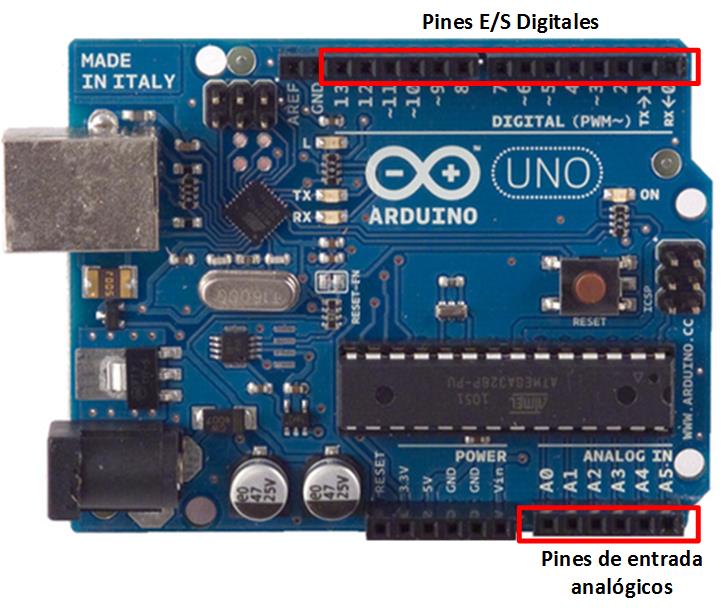 Pines E/S Digitales
MADE
IN ITALY
AREF
GND
13
12
~11
~10
~9
8
7
~6
~5
4
~3
2
TX→1
RX←0
DIGITAL (PWM~)
L
TX
RX
ARDUINO
™
UNO
ON
RESET-EN
RESET
ICSP
WWW.ARDUINO.CC
ATMEGA328P-PU
ATMEL
1051
POWER
ANALOG IN
RESET
3.3V
5V
GND
GND
Vin
A0
A1
A2
A3
A4
A5
47
25V
47
25V
Pines de entrada
analógicos